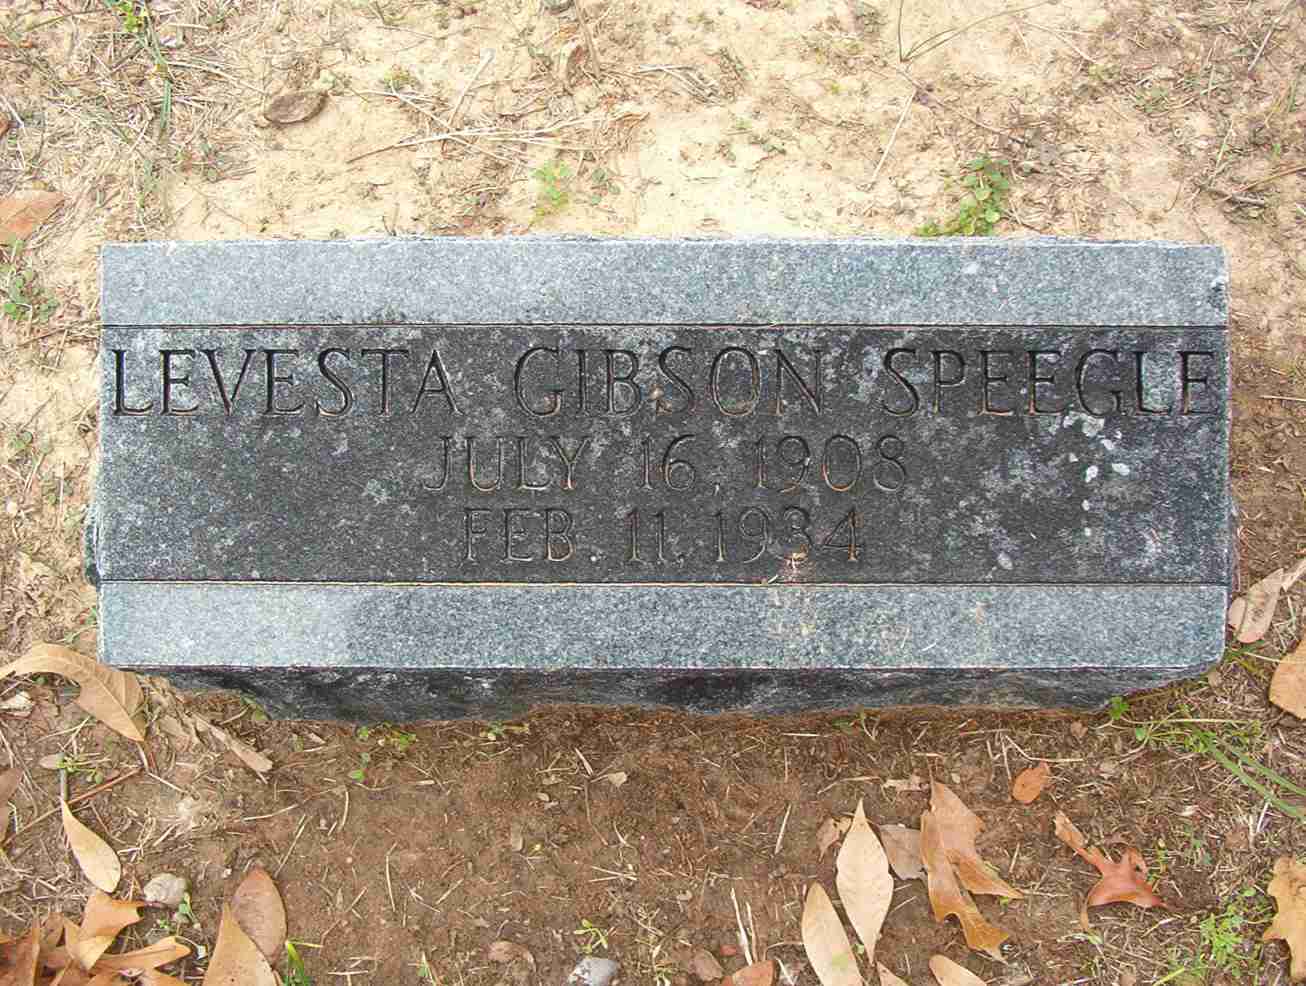 LEVESTA GIBSON SPEEGLE
JULY 16, 1908
FEB 11, 1934